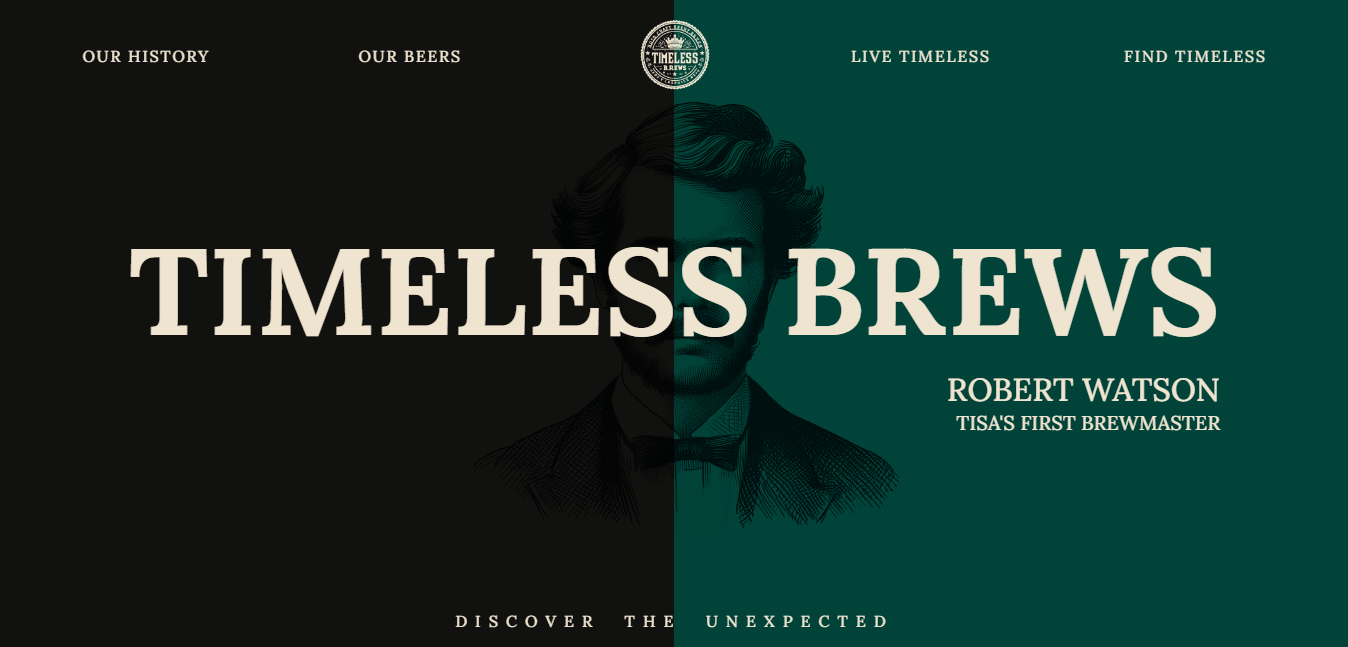 OUR HISTORY
OUR BEERS
TIMELESS
BREWS
LIVE TIMELESS
FIND TIMELESS
TIMELESS BREWS
ROBERT WATSON
TISA'S FIRST BREWMASTER
DISCOVER THE UNEXPECTED